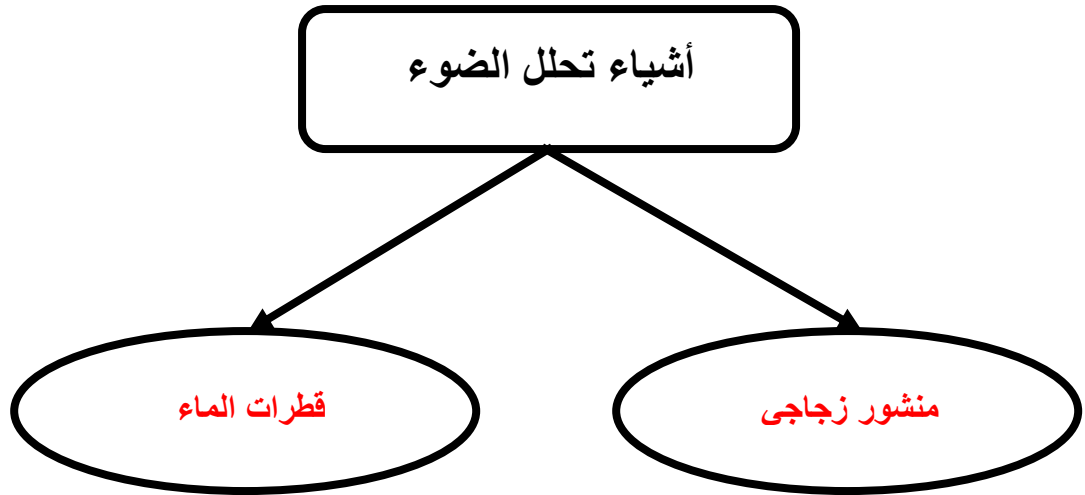 أشياء تحلل الضوء
منشور زجاجى
قطرات الماء